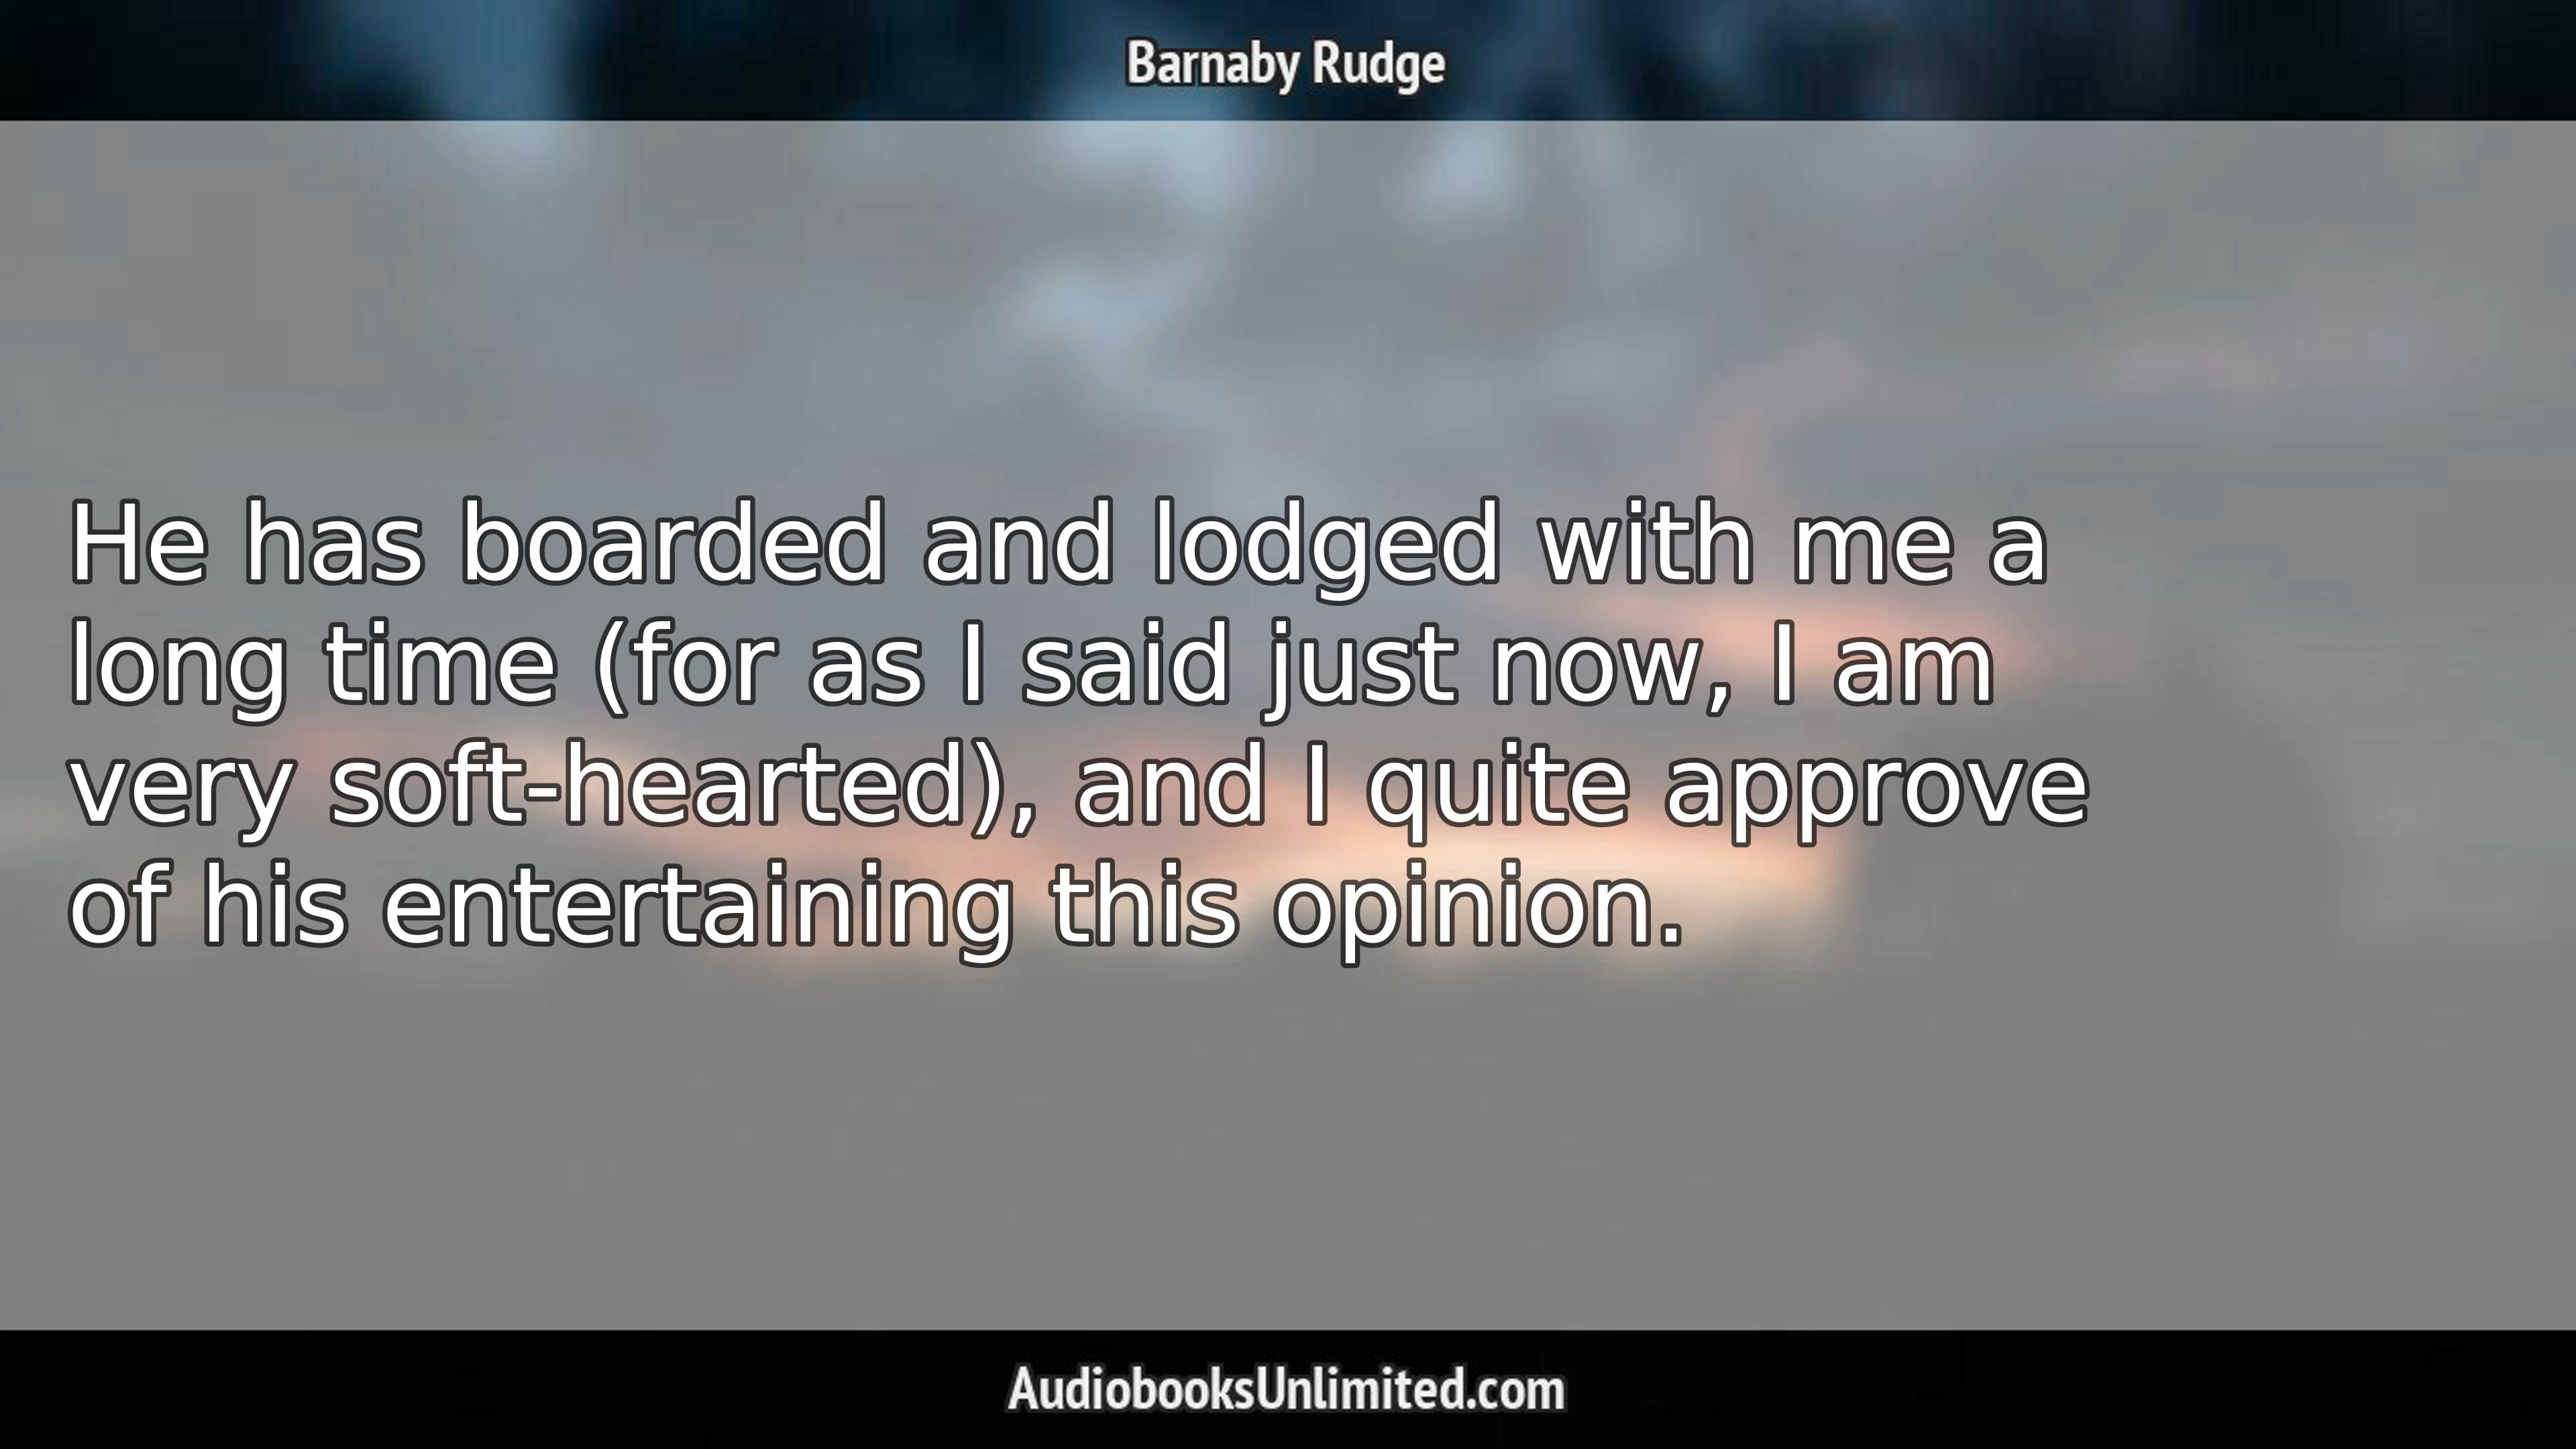 Barnaby Rudge
He has boarded and lodged with me a
long time (for as I said just now, I am
very soft-hearted), and I quite approve
of his entertaining this opinion.
AudiobooksUnlimited.com